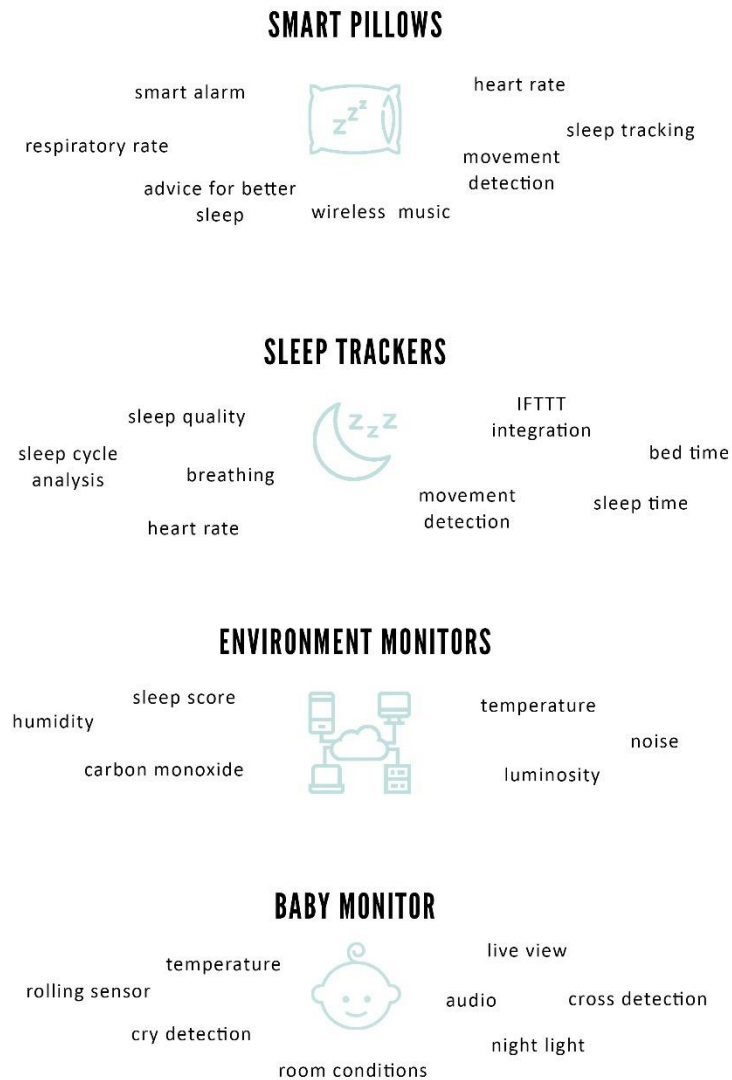 SMART PILLOWS
smart alarm
heart rate
respiratory rate
sleep tracking
movement
detection
advice for better
sleep
wireless music
zzz
SLEEP TRACKERS
sleep quality
IFTTT
integration
sleep cycle
analysis
breathing
bed time
movement
detection
sleep time
heart rate
zzz
ENVIRONMENT MONITORS
sleep score
humidity
temperature
noise
carbon monoxide
luminosity
BABY MONITOR
temperature
live view
rolling sensor
audio
cross detection
cry detection
night light
room conditions